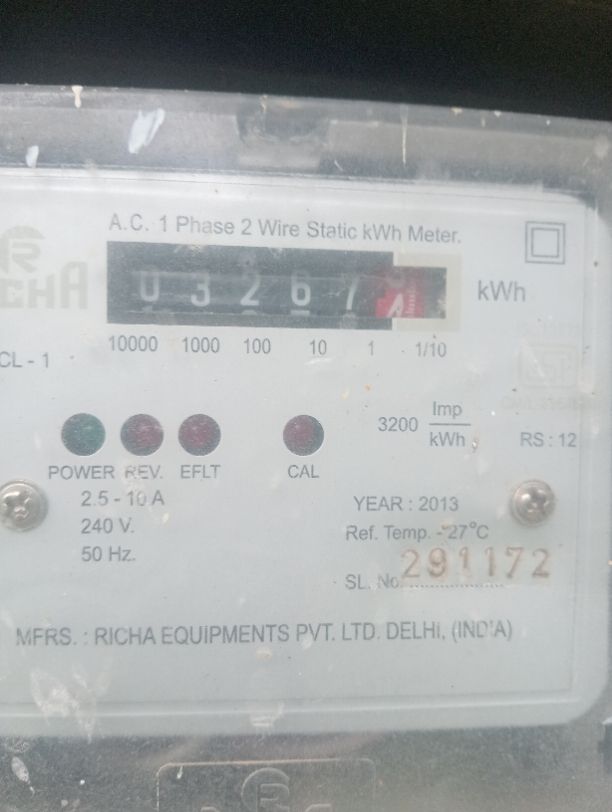 A.C. 1 Phase 2 Wire Static kWh Meter.
RICHA
0 3 2 6 7
kWh
10000 1000 100 10 1 1/10
CL - 1
3200 Imp
kWh
RS : 12
POWER REV. EFLT CAL
2.5 - 10 A
240 V.
50 Hz.
YEAR : 2013
Ref. Temp. - 27°C
SL. No. 291172
MFRS. : RICHA EQUIPMENTS PVT. LTD. DELHI, (INDIA)